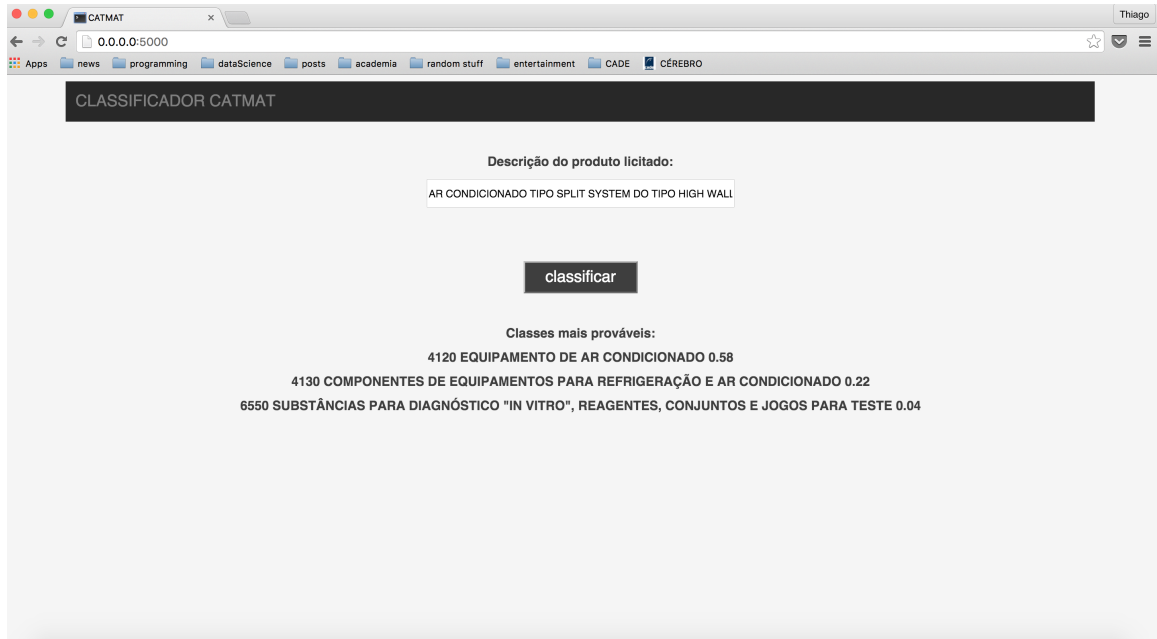 CATMAT
Thiago
0.0.0.0:5000
Apps news programming dataScience posts academia random stuff entertainment CADE CÉREBRO
CLASSIFICADOR CATMAT
Descrição do produto licitado:
AR CONDICIONADO TIPO SPLIT SYSTEM DO TIPO HIGH WALL
classificar
Classes mais prováveis:
4120 EQUIPAMENTO DE AR CONDICIONADO 0.58
4130 COMPONENTES DE EQUIPAMENTOS PARA REFRIGERAÇÃO E AR CONDICIONADO 0.22
6550 SUBSTÂNCIAS PARA DIAGNÓSTICO "IN VITRO", REAGENTES, CONJUNTOS E JOGOS PARA TESTE 0.04